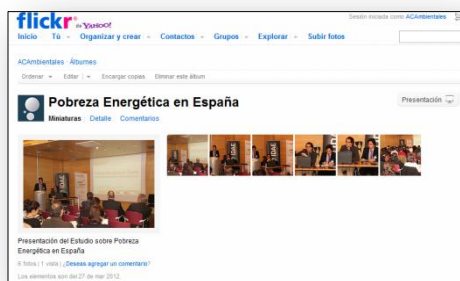 flickr de YAHOO!
Sesión iniciada como ACAmbientales
Inicio Tú Organizar y crear Contactos Grupos Explorar Subir fotos
ACAmbientales · Álbumes
Ordenar Editar Encargar copias Eliminar este álbum
Pobreza Energética en España
Presentación
Miniaturas Detalle Comentarios
IDAE
Presentación del Estudio sobre Pobreza
Energética en España
6 fotos | 1 visita | ¿Deseas agregar un comentario?
Los elementos son del 27 de mar 2012.